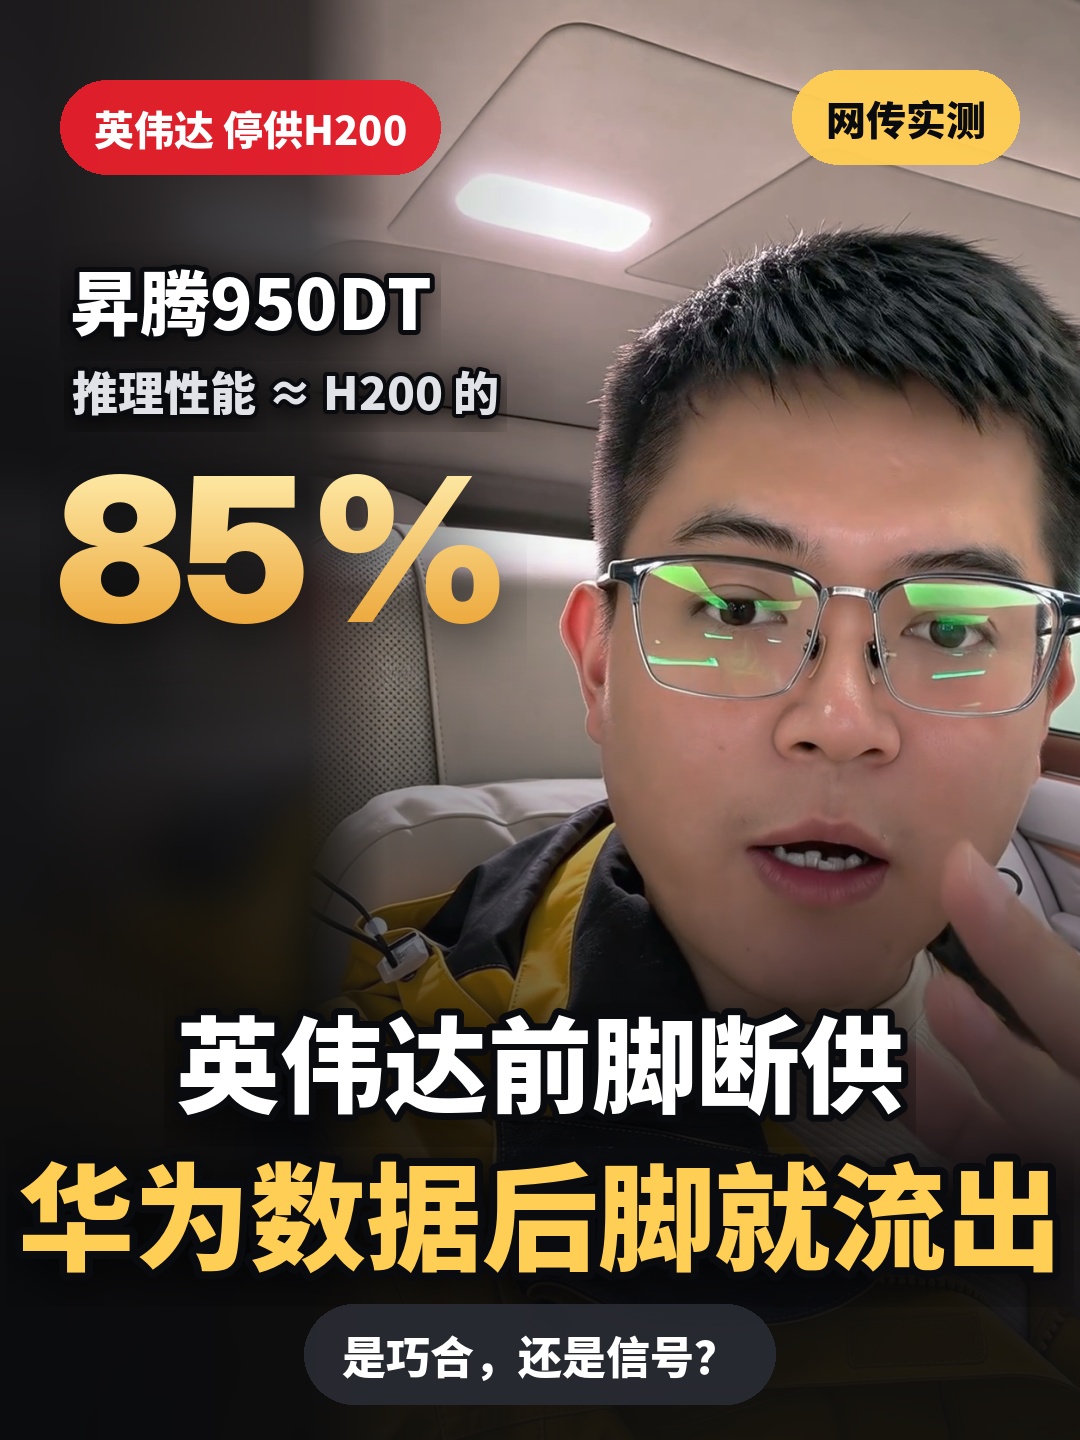 英伟达 停供H200
网传实测
昇腾950DT
推理性能 ≈ H200 的
85%
英伟达前脚断供
华为数据后脚就流出
是巧合，还是信号？